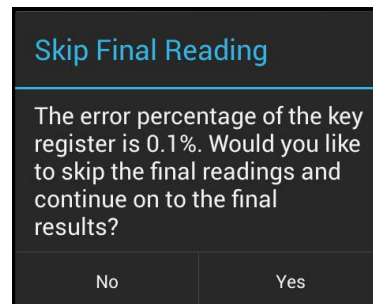 Skip Final Reading
The error percentage of the key
register is 0.1%. Would you like
to skip the final readings and
continue on to the final
results?
No
Yes